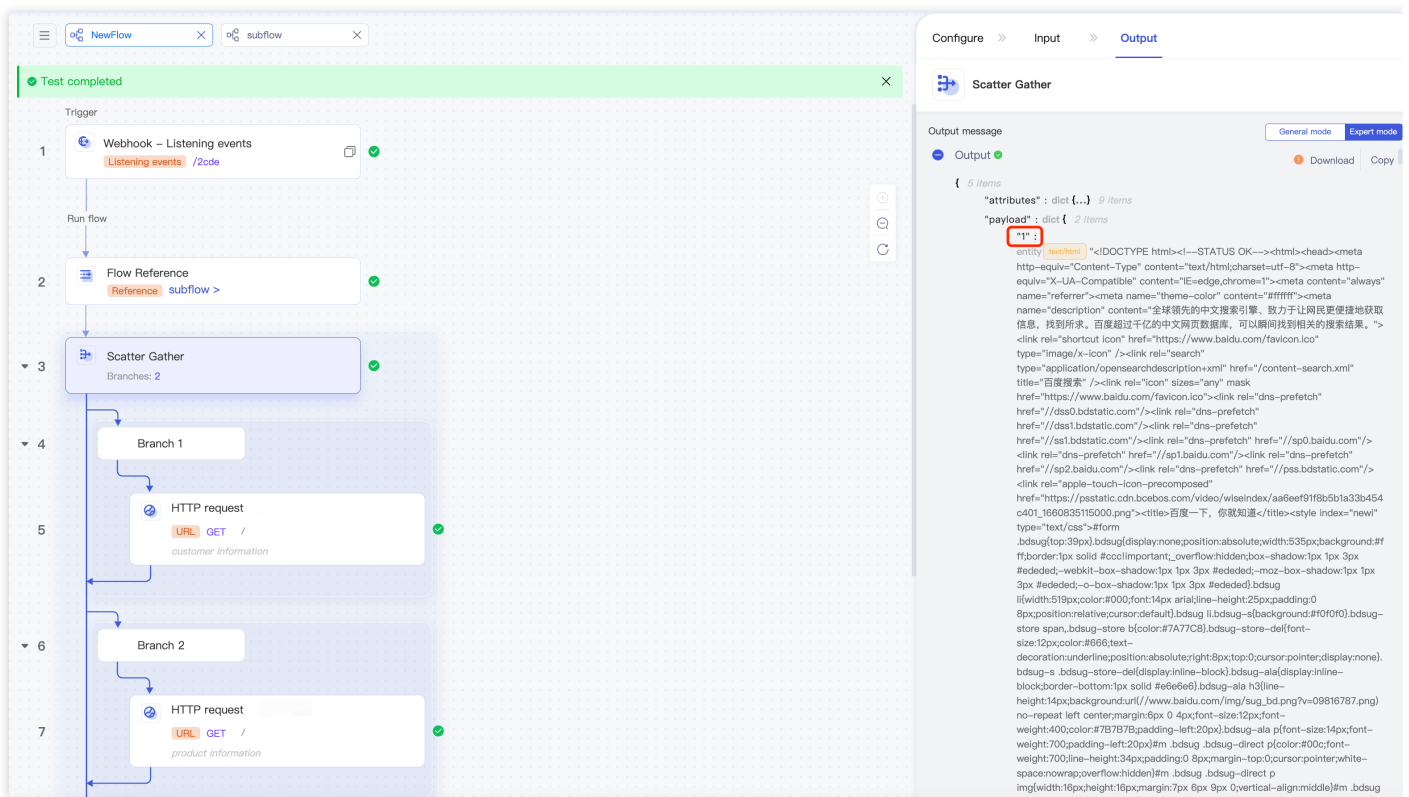 NewFlow
subflow
Test completed
Trigger
1
Webhook – Listening events
Listening events /2cde
Run flow
2
Flow Reference
Reference subflow >
3
Scatter Gather
Branches: 2
4
Branch 1
5
HTTP request
URL GET /
customer information
6
Branch 2
7
HTTP request
URL GET /
product information
Configure » Input » Output
Scatter Gather
Output message
General mode Expert mode
Output
Download Copy
{ 5 items
"attributes" : dict {...} 9 items
"payload" : dict { 2 items
"1" :
entity text/html "<!DOCTYPE html><!--STATUS OK--><html><head><meta
http-equiv="Content-Type" content="text/html;charset=utf-8"><meta http-
equiv="X-UA-Compatible" content="IE=edge,chrome=1"><meta content="always"
name="referrer"><meta name="theme-color" content="#ffffff"><meta
name="description" content="全球领先的中文搜索引擎、致力于让网民更便捷地获取
信息，找到所求。百度超过千亿的中文网页数据库，可以瞬间找到相关的搜索结果。">
<link rel="shortcut icon" href="https://www.baidu.com/favicon.ico"
type="image/x-icon" /><link rel="search"
type="application/opensearchdescription+xml" href="/content-search.xml"
title="百度搜索" /><link rel="icon" sizes="any" mask
href="https://www.baidu.com/favicon.ico"><link rel="dns-prefetch"
href="//dss0.bdstatic.com"/><link rel="dns-prefetch"
href="//dss1.bdstatic.com"/><link rel="dns-prefetch"
href="//ss1.bdstatic.com"/><link rel="dns-prefetch" href="//sp0.baidu.com"/>
<link rel="dns-prefetch" href="//sp1.baidu.com"/><link rel="dns-prefetch"
href="//sp2.baidu.com"/><link rel="dns-prefetch" href="//pss.bdstatic.com"/>
<link rel="apple-touch-icon-precomposed"
href="https://psstatic.cdn.bcebos.com/video/wiseindex/aa6eef91f8b5b1a33b454
c401_1660835115000.png"><title>百度一下，你就知道</title><style index="newi"
type="text/css">#form
.bdsug{top:39px}.bdsug{display:none;position:absolute;width:535px;background:#f
ff;border:1px solid #ccc!important;_overflow:hidden;box-shadow:1px 1px 3px
#ededed;-webkit-box-shadow:1px 1px 3px #ededed;-moz-box-shadow:1px 1px
3px #ededed;-o-box-shadow:1px 1px 3px #ededed}.bdsug
li{width:519px;color:#000;font:14px arial;line-height:25px;padding:0
8px;position:relative;cursor:default}.bdsug li.bdsug-s{background:#f0f0f0}.bdsug-
store span,.bdsug-store b{color:#7A77C8}.bdsug-store-del{font-
size:12px;color:#666;text-
decoration:underline;position:absolute;right:8px;top:0;cursor:pointer;display:none}.
bdsug-s .bdsug-store-del{display:inline-block}.bdsug-ala{display:inline-
block;border-bottom:1px solid #e6e6e6}.bdsug-ala h3{line-
height:14px;background:url(//www.baidu.com/img/sug_bd.png?v=09816787.png)
no-repeat left center;margin:6px 0 4px;font-size:12px;font-
weight:400;color:#7B7B7B;padding-left:20px}.bdsug-ala p{font-size:14px;font-
weight:700;padding-left:20px}#m .bdsug .bdsug-direct p{color:#00c;font-
weight:700;line-height:34px;padding:0 8px;margin-top:0;cursor:pointer;white-
space:nowrap;overflow:hidden}#m .bdsug .bdsug-direct p
img{width:16px;height:16px;margin:7px 6px 9px 0;vertical-align:middle}#m .bdsug